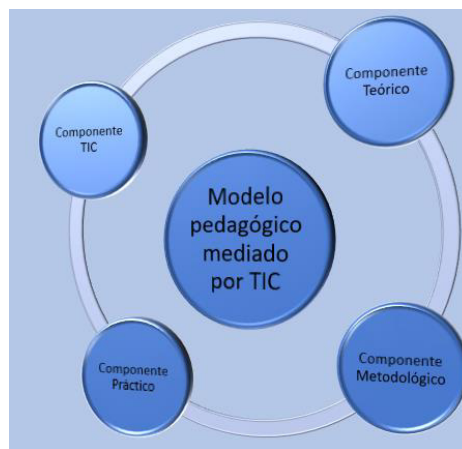 Componente
Teórico
Componente
TIC
Modelo
pedagógico
mediado
por TIC
Componente
Práctico
Componente
Metodológico